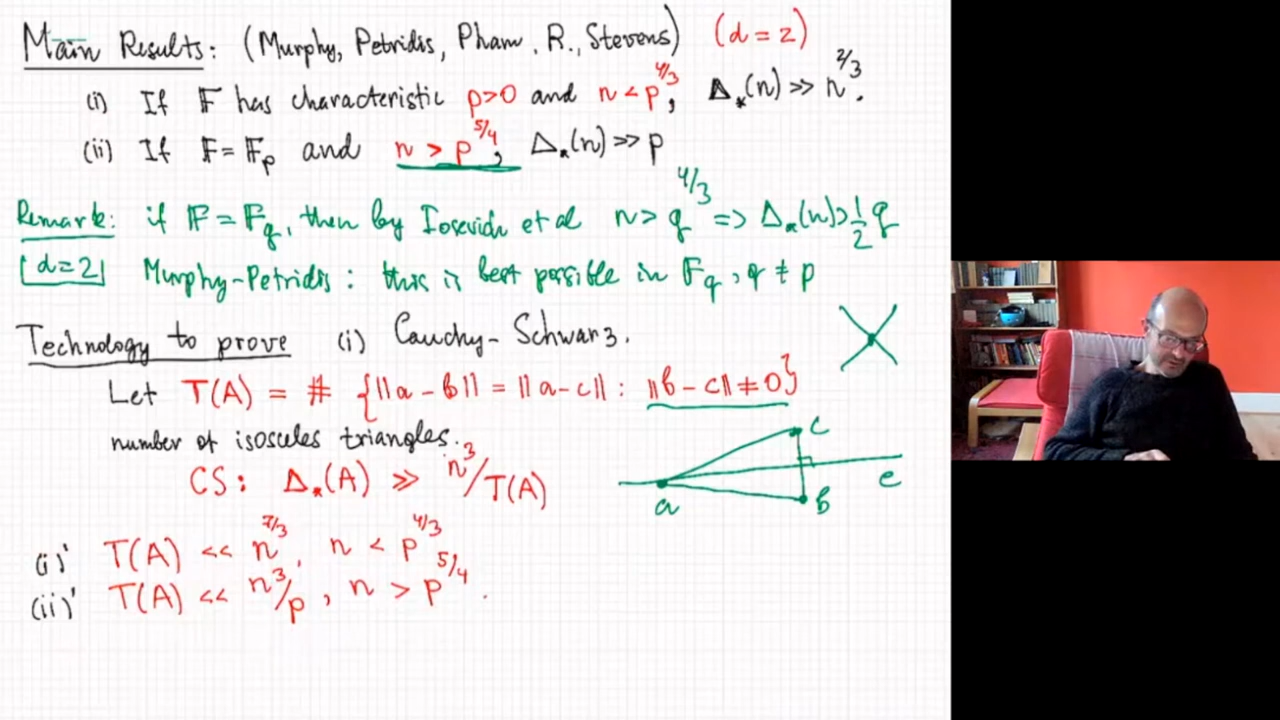 Main Results: (Murphy, Petridis, Pham, R., Stevens) (d=2)
(i) If F has characteristic p>0 and n<p^{4/3}, Δ_*(n) >> n^{2/3}.
(ii) If F=F_p and n > p^{5/4}, Δ_*(n) >> p
Remark: if F=F_q, then by Iosevich et al n> q^{4/3} => Δ_*(n)>1/2 q
[d=2] Murphy-Petridis: this is best possible in F_q, q ≠ p
Technology to prove (i) Cauchy-Schwarz.
Let T(A) = # {||a-b|| = ||a-c||: ||b-c|| ≠ 0}
number of isosceles triangles.
CS: Δ_*(A) >> n^3/T(A)
c
a
b
e
(i)' T(A) << n^{7/3}, n < p^{4/3}
(ii)' T(A) << n^3/p, n > p^{5/4}.